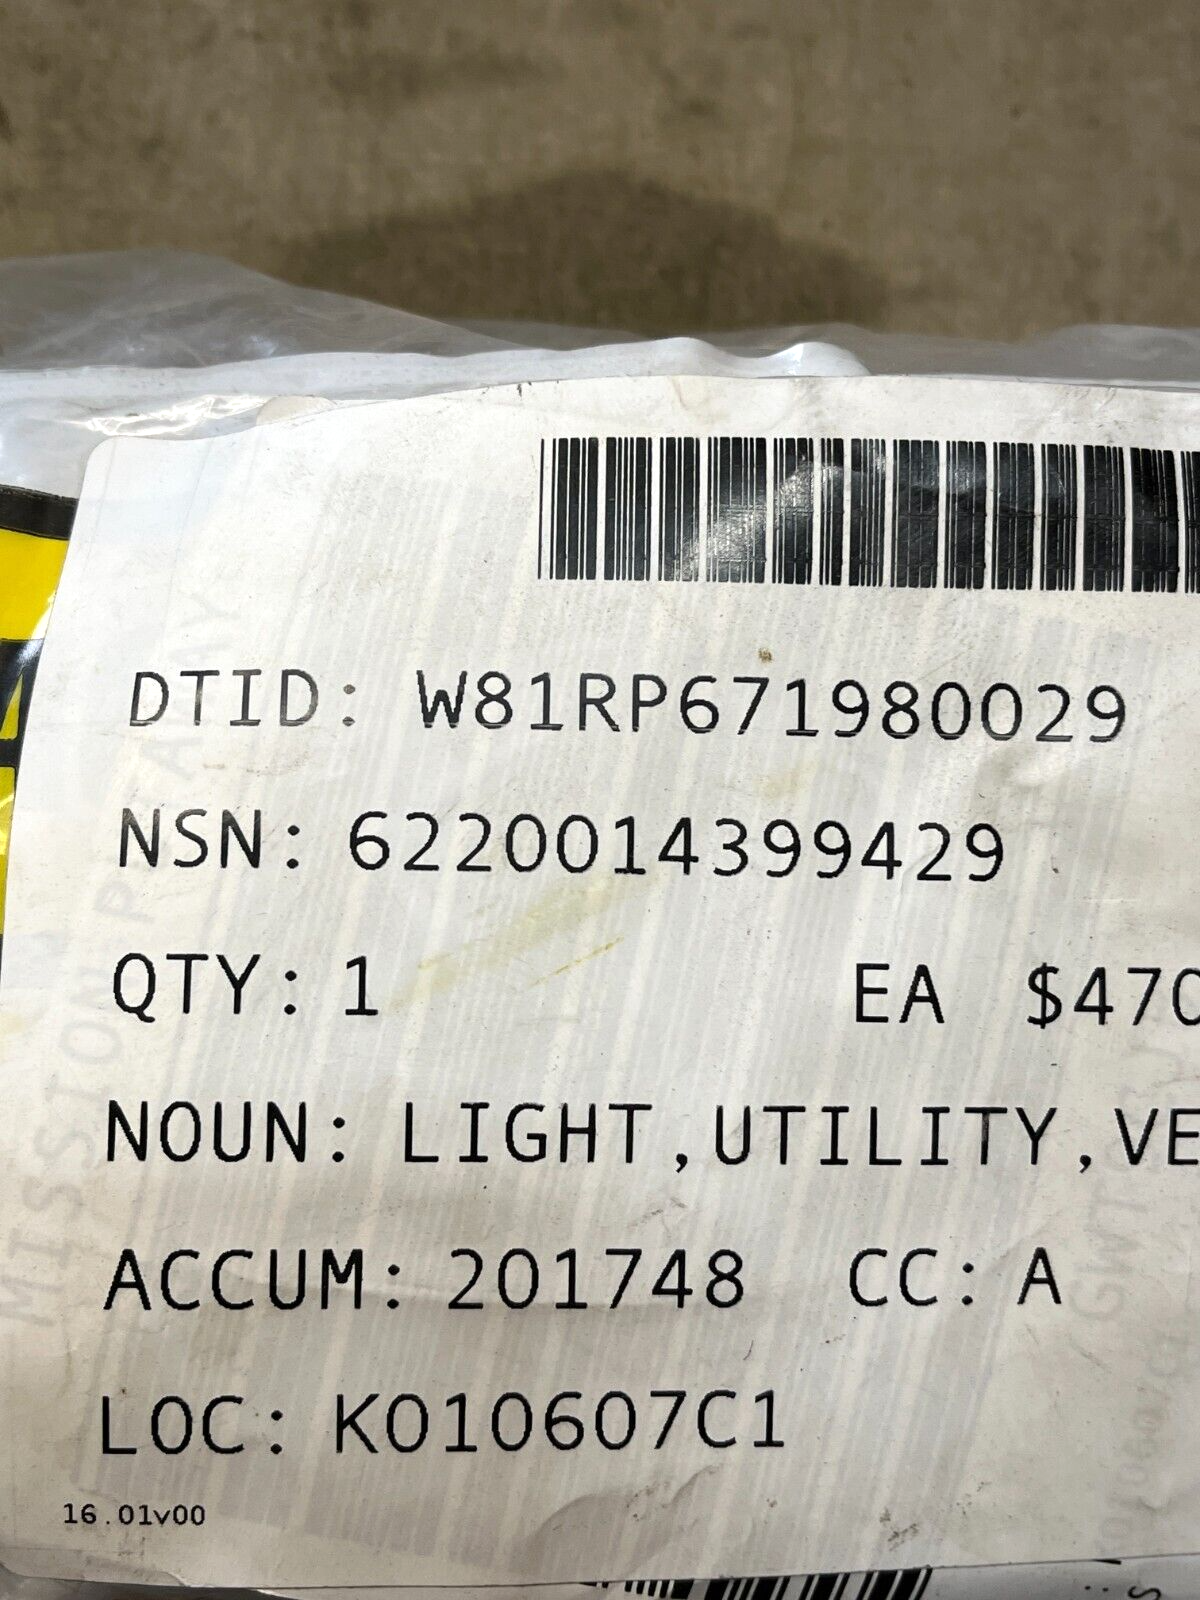 DTID: W81RP671980029
NSN: 6220014399429
QTY: 1 EA $470
NOUN: LIGHT,UTILITY,VE
ACCUM: 201748 CC: A
LOC: K010607C1
16.01v00